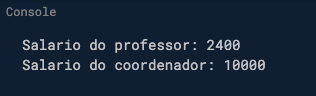 Console
Salario do professor: 2400
Salario do coordenador: 10000